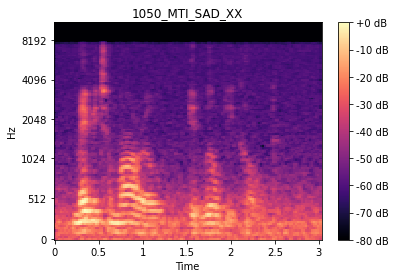 1050_MTI_SAD_XX
8192
4096
2048
1024
512
0
Hz
0
0.5
1
1.5
2
2.5
3
Time
+0 dB
-10 dB
-20 dB
-30 dB
-40 dB
-50 dB
-60 dB
-70 dB
-80 dB